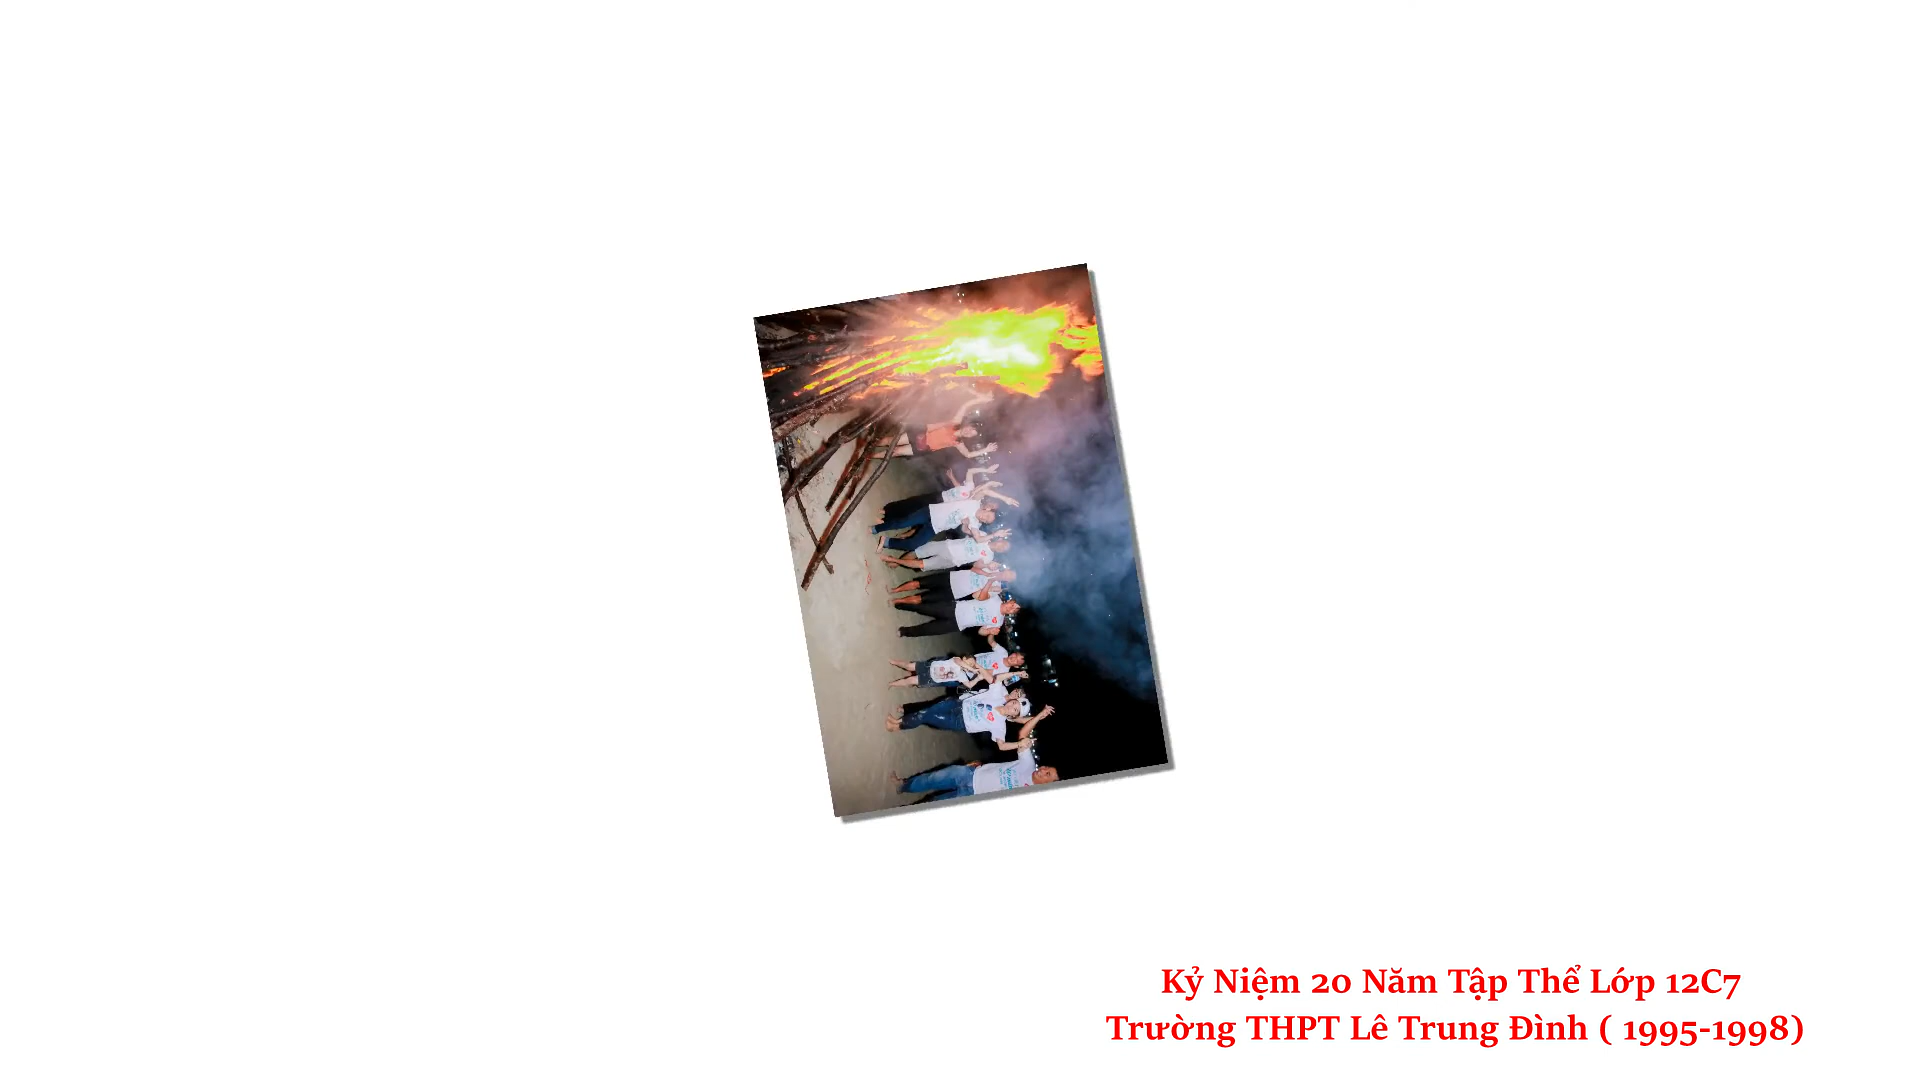 Kỷ Niệm 20 Năm Tập Thể Lớp 12C7
Trường THPT Lê Trung Đình ( 1995-1998)